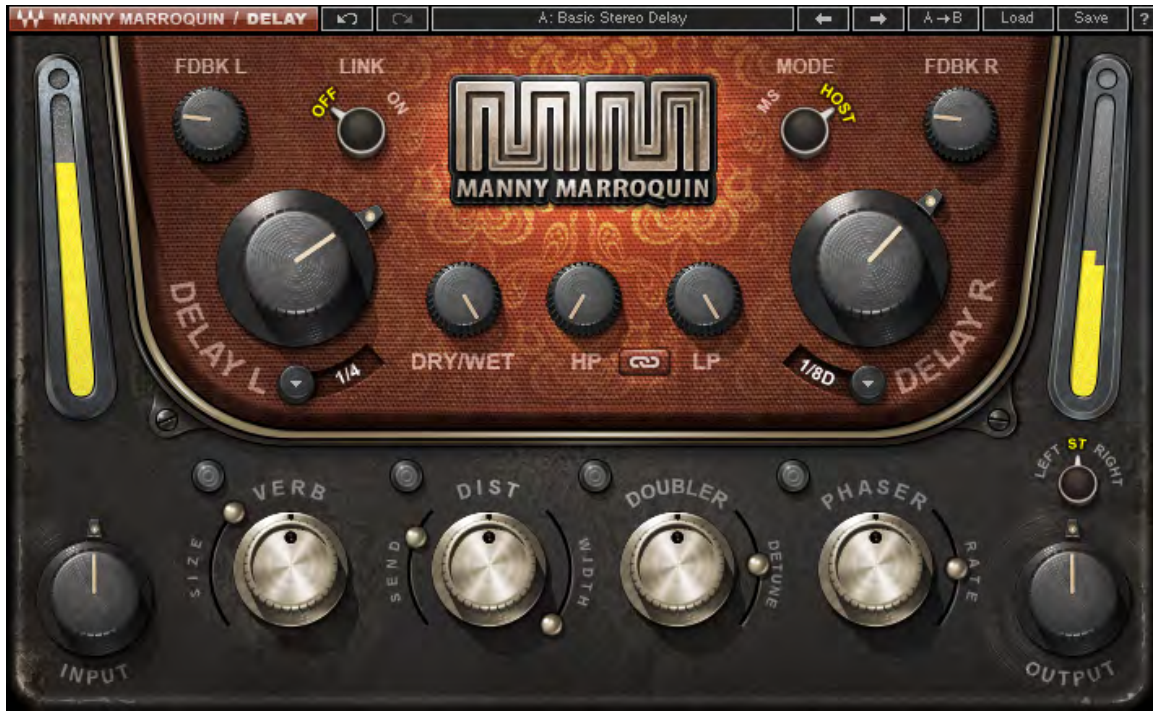 MANNY MARROQUIN / DELAY
A: Basic Stereo Delay
A→B
Load
Save
?
FDBK L
LINK
OFF
ON
MANNY MARROQUIN
MODE
MS
HOST
FDBK R
DELAY L
1/4
DRY/WET
HP
LP
1/8D
DELAY R
LEFT
ST
RIGHT
VERB
SIZE
DIST
SEND
WIDTH
DOUBLER
DETUNE
PHASER
RATE
INPUT
OUTPUT